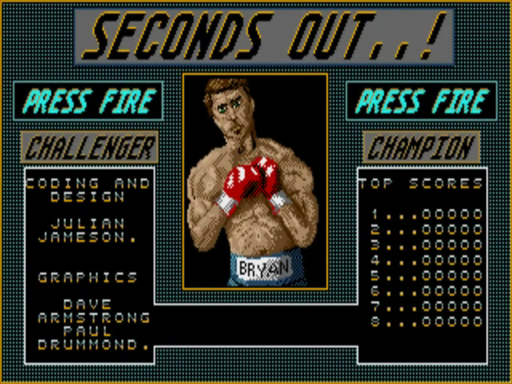 SECONDS OUT..!
PRESS FIRE
PRESS FIRE
CHALLENGER
CHAMPION
CODING AND
DESIGN
JULIAN
JAMESON.
GRAPHICS
DAVE
ARMSTRONG
PAUL
DRUMMOND.
BRYAN
TOP SCORES
1...00000
2...00000
3...00000
4...00000
5...00000
6...00000
7...00000
8...00000